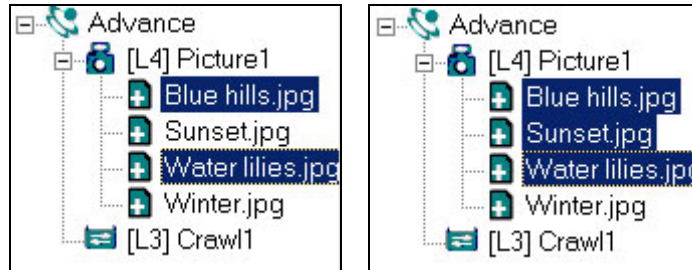 Advance
[L4] Picture1
Blue hills.jpg
Sunset.jpg
Water lilies.jpg
Winter.jpg
[L3] Crawl1
Advance
[L4] Picture1
Blue hills.jpg
Sunset.jpg
Water lilies.jp
Winter.jpg
[L3] Crawl1